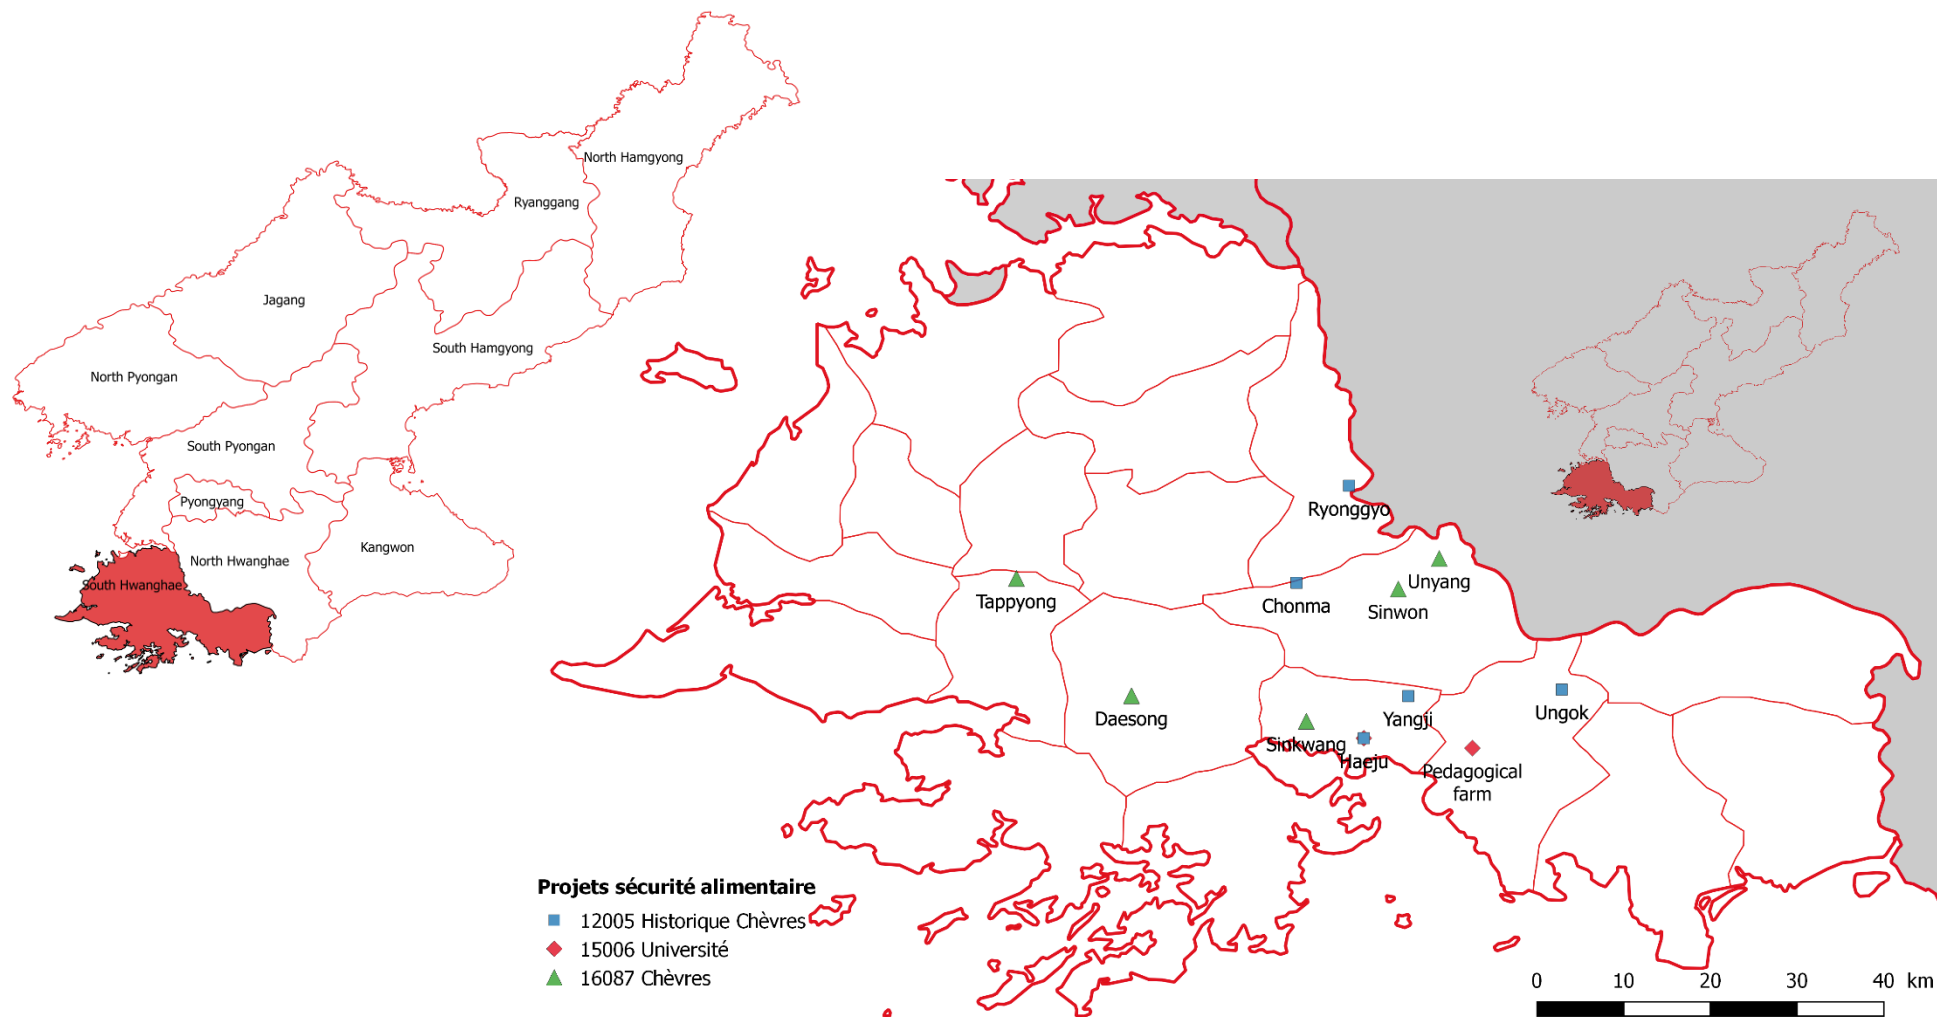 North Hamgyong
Ryanggang
Jagang
South Hamgyong
North Pyongan
South Pyongan
Pyongyang
Kangwon
North Hwanghae
South Hwanghae
Ryonggyo
Unyang
Chonma
Sinwon
Tappyong
Daesong
Yangji
Ungok
Sinkwang
Haeju
Pedagogical
farm
Projets sécurité alimentaire
12005 Historique Chèvres
15006 Université
16087 Chèvres
0 10 20 30 40 km